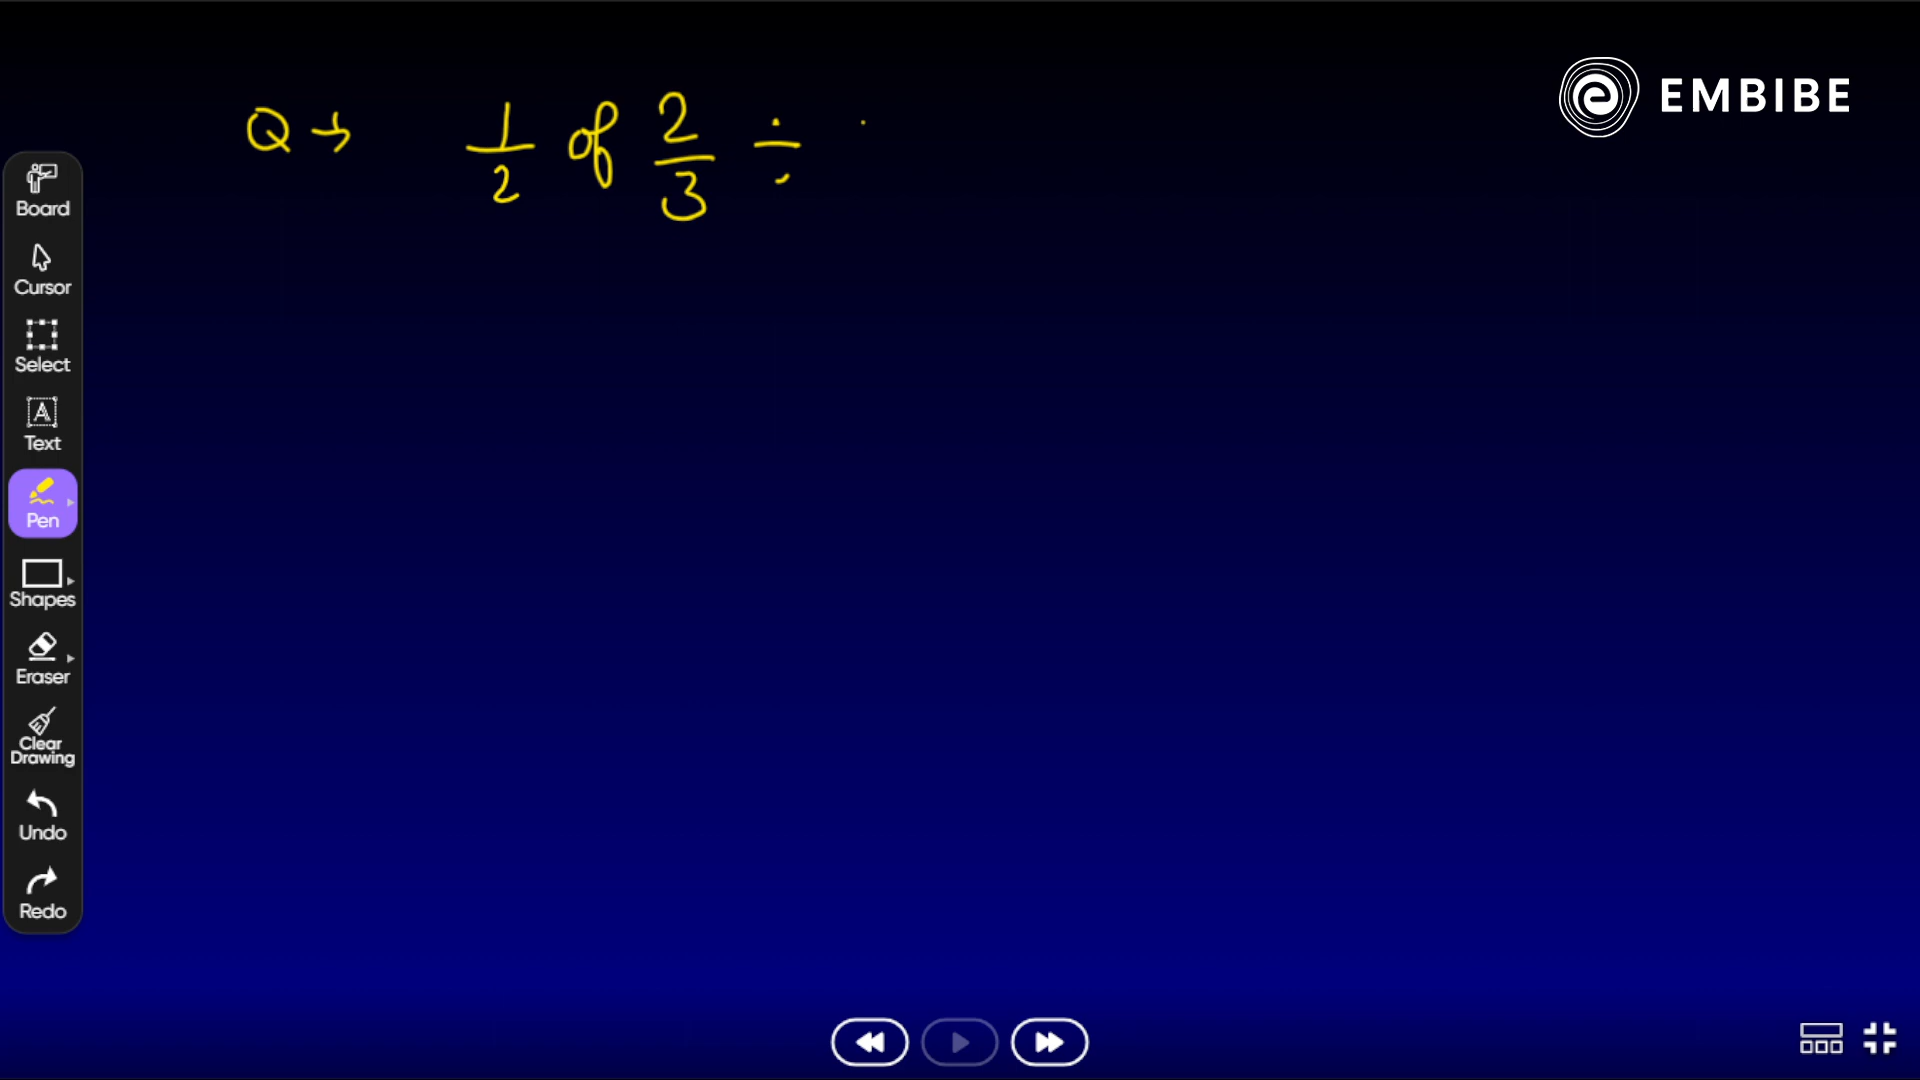 EMBIBE
Q → 1/2 of 2/3 ÷
Board
Cursor
Select
A
Text
Pen
Shapes
Eraser
Clear
Drawing
Undo
Redo